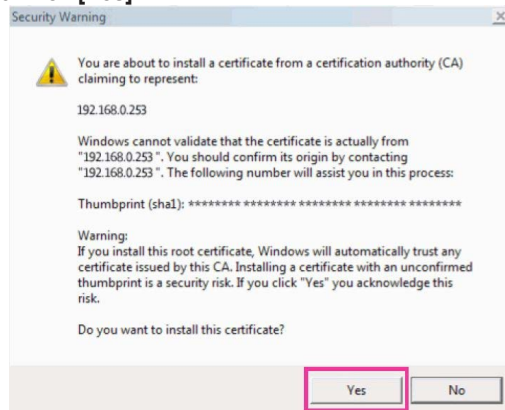 Security Warning
You are about to install a certificate from a certification authority (CA)
claiming to represent:
192.168.0.253
Windows cannot validate that the certificate is actually from
"192.168.0.253 ". You should confirm its origin by contacting
"192.168.0.253 ". The following number will assist you in this process:
Thumbprint (sha1): ******** ******** ******** ******** ********
Warning:
If you install this root certificate, Windows will automatically trust any
certificate issued by this CA. Installing a certificate with an unconfirmed
thumbprint is a security risk. If you click "Yes" you acknowledge this
risk.
Do you want to install this certificate?
Yes No